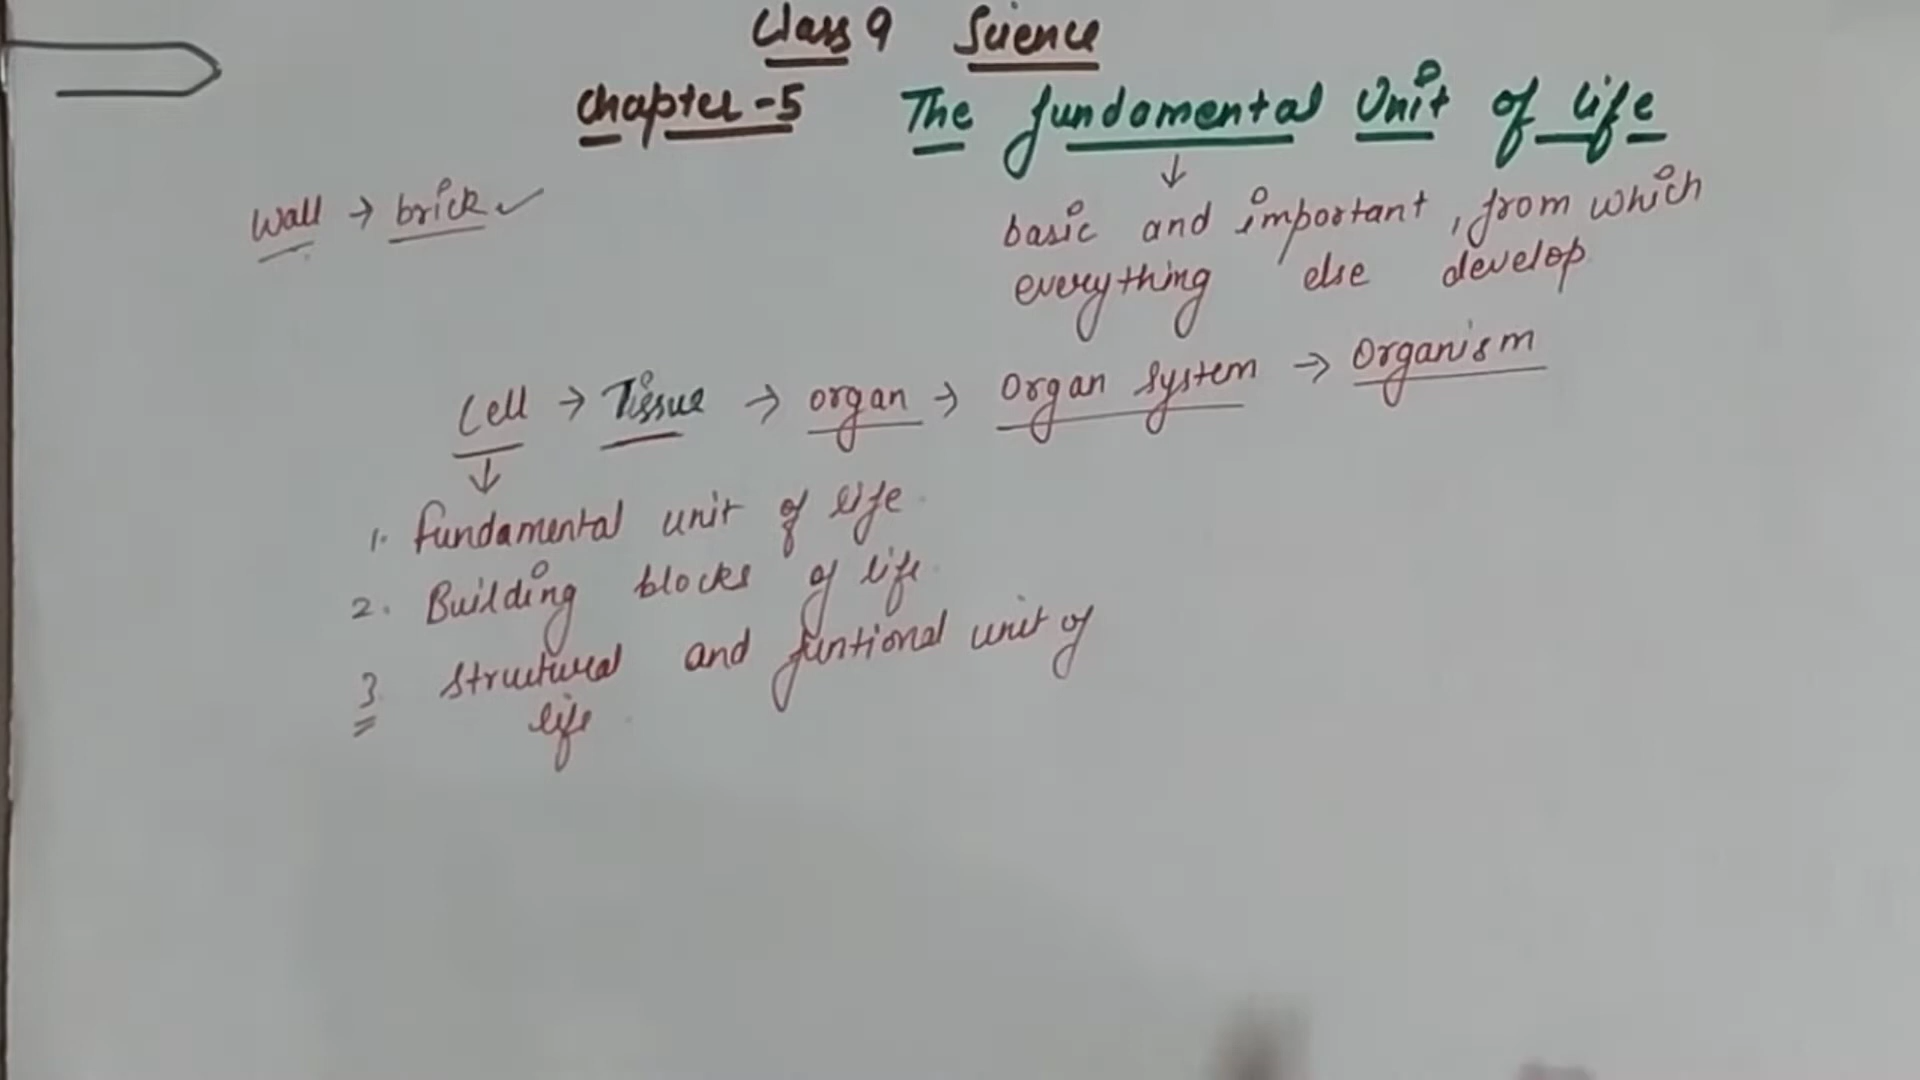 Class 9 Science
Chapter-5 The fundamental Unit of life
↓
Wall → brick ✓
basic and important, from which
everything else develop
Cell → Tissue → organ → Organ system → Organism
↓
1. fundamental unit of life.
2. Building blocks of life.
3. structural and funtional unit of
life.